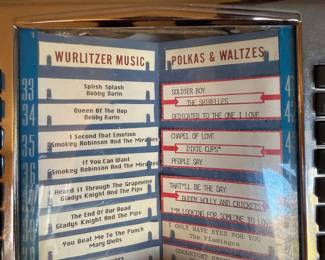 WURLITZER MUSIC
33
Splish Splash
Bobby Darin
34
Queen Of The Hop
Bobby Darin
35
I Second That Emotion
Smokey Robinson And The Miracles
36
If You Can Want
Smokey Robinson And The Miracles
I Heard It Through The Grapevine
Gladys Knight And The Pips
The End Of Our Road
Gladys Knight And The Pips
You Beat Me To The Punch
Mary Wells
POLKAS & WALTZES
SOLDIER BOY
THE SHIRELLES
DEDICATED TO THE ONE I LOVE
CHAPEL OF LOVE
DIXIE CUPS
PEOPLE SAY
THAT"LL BE THE DAY
BUDDY HOLLY AND CRICKETS
I'M LOOKING FOR SOMEONE TO LOVE
I ONLY HAVE EYES FOR YOU
The Flamingos